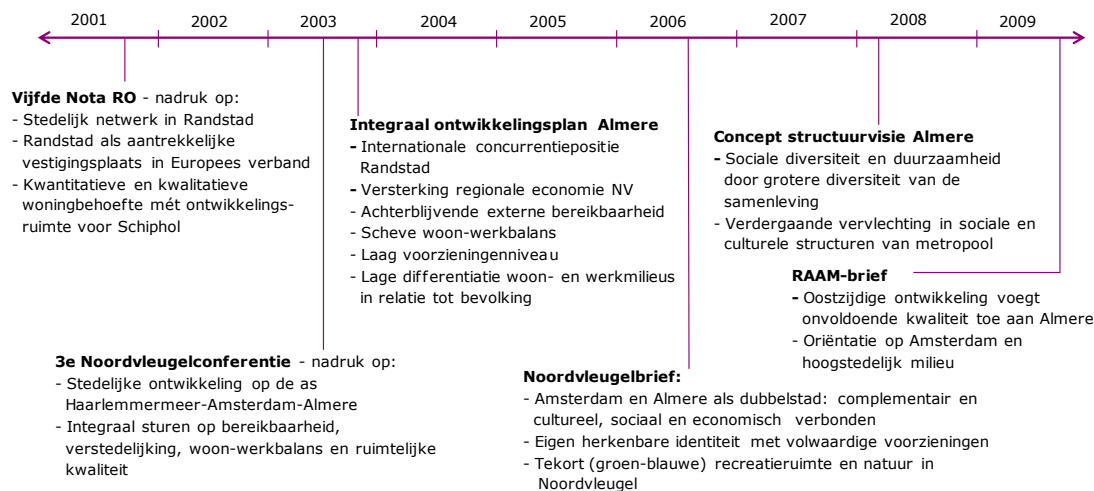 2001 2002 2003 2004 2005 2006 2007 2008 2009
Vijfde Nota RO - nadruk op:
- Stedelijk netwerk in Randstad
- Randstad als aantrekkelijke
vestigingsplaats in Europees verband
- Kwantitatieve en kwalitatieve
woningbehoefte mét ontwikkelings-
ruimte voor Schiphol
Integraal ontwikkelingsplan Almere
- Internationale concurrentiepositie
Randstad
- Versterking regionale economie NV
- Achterblijvende externe bereikbaarheid
- Scheve woon-werkbalans
- Laag voorzieningenniveau
- Lage differentiatie woon- en werkmilieus
in relatie tot bevolking
Concept structuurvisie Almere
- Sociale diversiteit en duurzaamheid
door grotere diversiteit van de
samenleving
- Verdergaande vervlechting in sociale en
culturele structuren van metropool
RAAM-brief
- Oostzijdige ontwikkeling voegt
onvoldoende kwaliteit toe aan Almere
- Oriëntatie op Amsterdam en
hoogstedelijk milieu
3e Noordvleugelconferentie - nadruk op:
- Stedelijke ontwikkeling op de as
Haarlemmermeer-Amsterdam-Almere
- Integraal sturen op bereikbaarheid,
verstedelijking, woon-werkbalans en ruimtelijke
kwaliteit
Noordvleugelbrief:
- Amsterdam en Almere als dubbelstad: complementair en
cultureel, sociaal en economisch verbonden
- Eigen herkenbare identiteit met volwaardige voorzieningen
- Tekort (groen-blauwe) recreatieruimte en natuur in
Noordvleugel